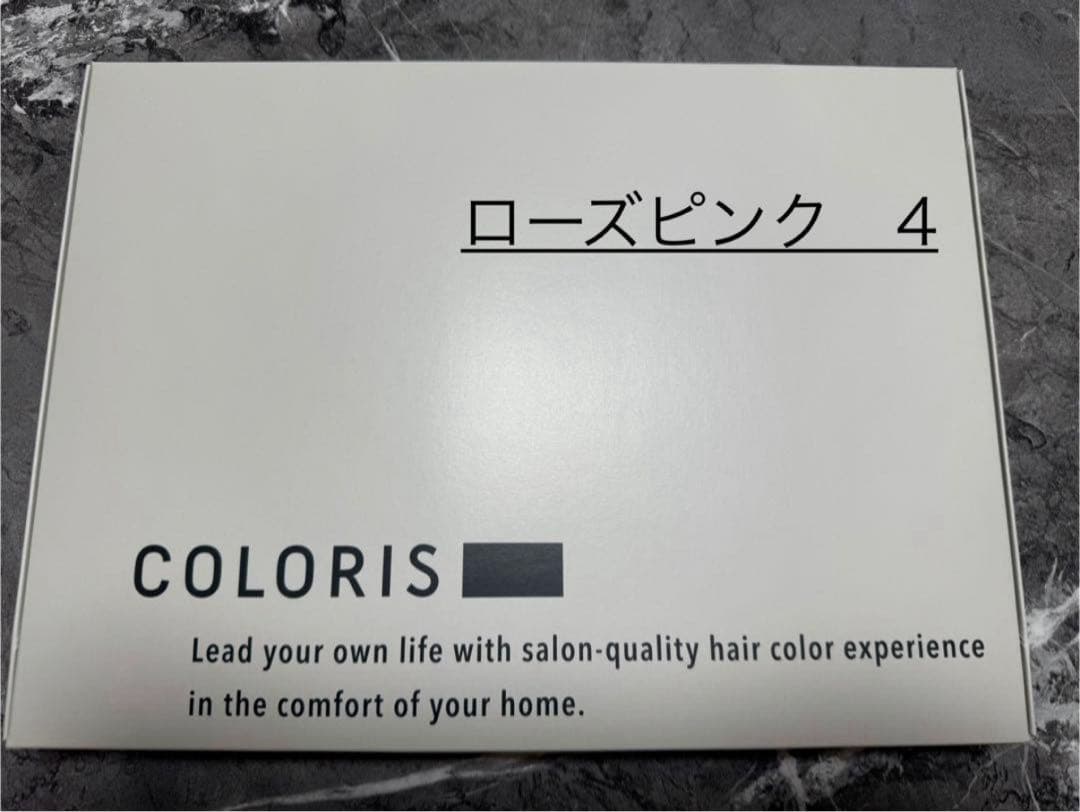 ローズピンク　4
COLORIS
Lead your own life with salon-quality hair color experience
in the comfort of your home.